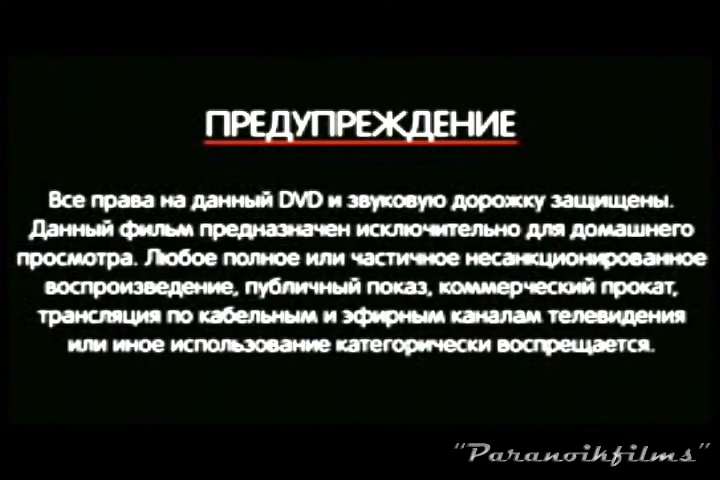 ПРЕДУПРЕЖДЕНИЕ
Все права на данный DVD и звуковую дорожку защищены.
Данный фильм предназначен исключительно для домашнего
просмотра. Любое полное или частичное несанкционированное
воспроизведение, публичный показ, коммерческий прокат,
трансляция по кабельным и эфирным каналам телевидения
или иное использование категорически воспрещается.
"Paranoikfilms"